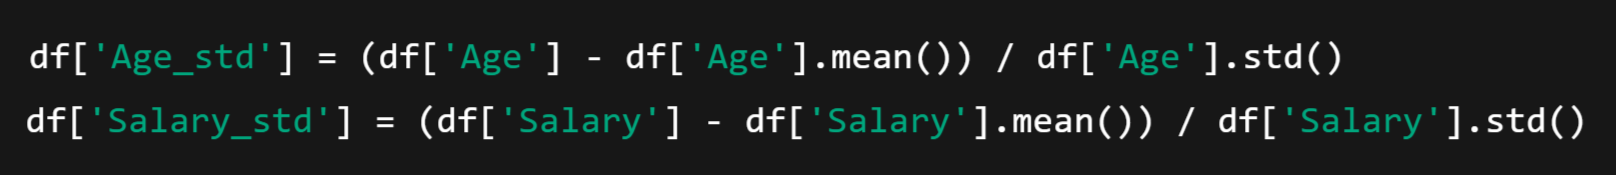 df['Age_std'] = (df['Age'] - df['Age'].mean()) / df['Age'].std()
df['Salary_std'] = (df['Salary'] - df['Salary'].mean()) / df['Salary'].std()